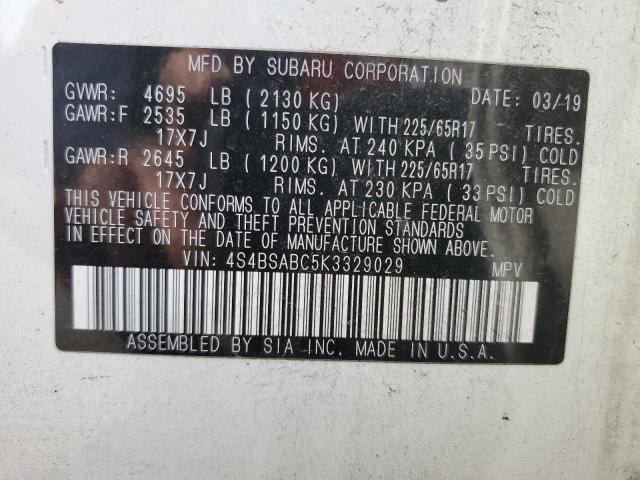 MFD BY SUBARU CORPORATION
GVWR: 4695 LB ( 2130 KG) DATE: 03/19
GAWR:F 2535 LB ( 1150 KG) WITH 225/65R17 TIRES.
17X7J RIMS. AT 240 KPA ( 35 PSI) COLD
GAWR:R 2645 LB ( 1200 KG) WITH 225/65R17 TIRES.
17X7J RIMS. AT 230 KPA ( 33 PSI) COLD
THIS VEHICLE CONFORMS TO ALL APPLICABLE FEDERAL MOTOR
VEHICLE SAFETY AND THEFT PREVENTION STANDARDS
IN EFFECT ON THE DATE OF MANUFACTURE SHOWN ABOVE.
VIN: 4S4BSABC5K3329029 MPV
ASSEMBLED BY SIA INC. MADE IN U.S.A.